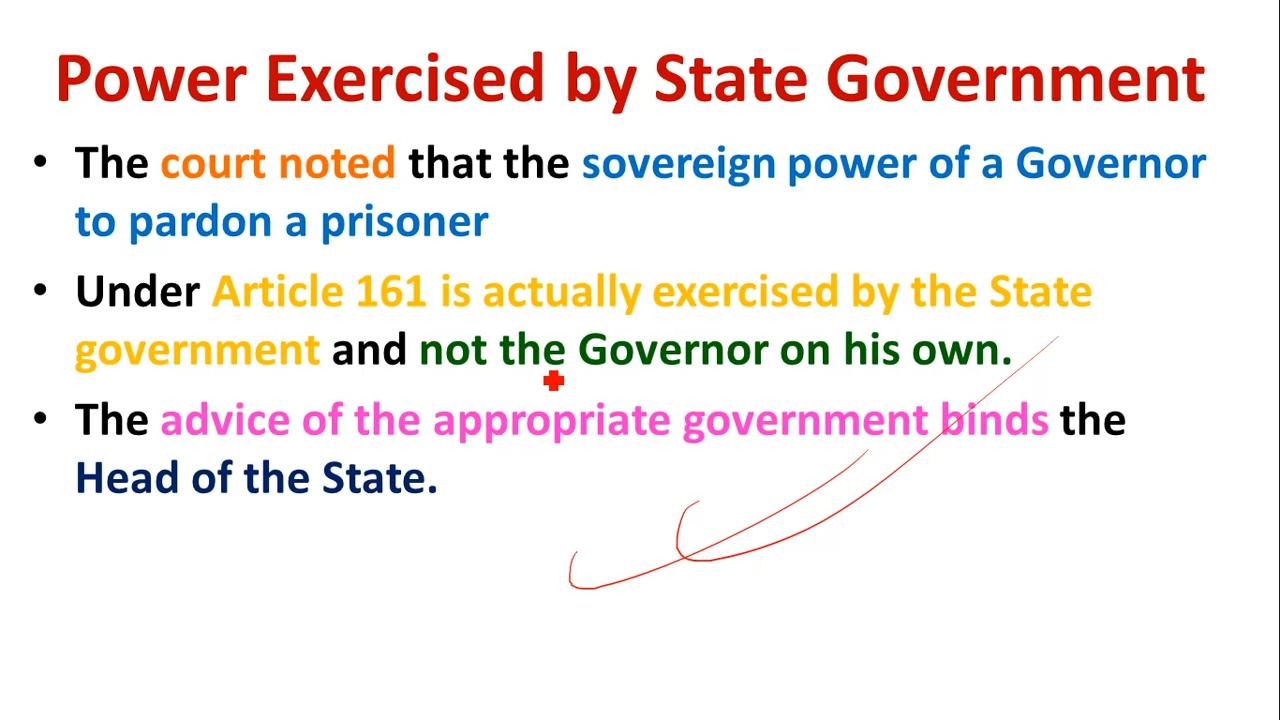 Power Exercised by State Government
• The court noted that the sovereign power of a Governor
to pardon a prisoner
• Under Article 161 is actually exercised by the State
government and not the Governor on his own.
• The advice of the appropriate government binds the
Head of the State.